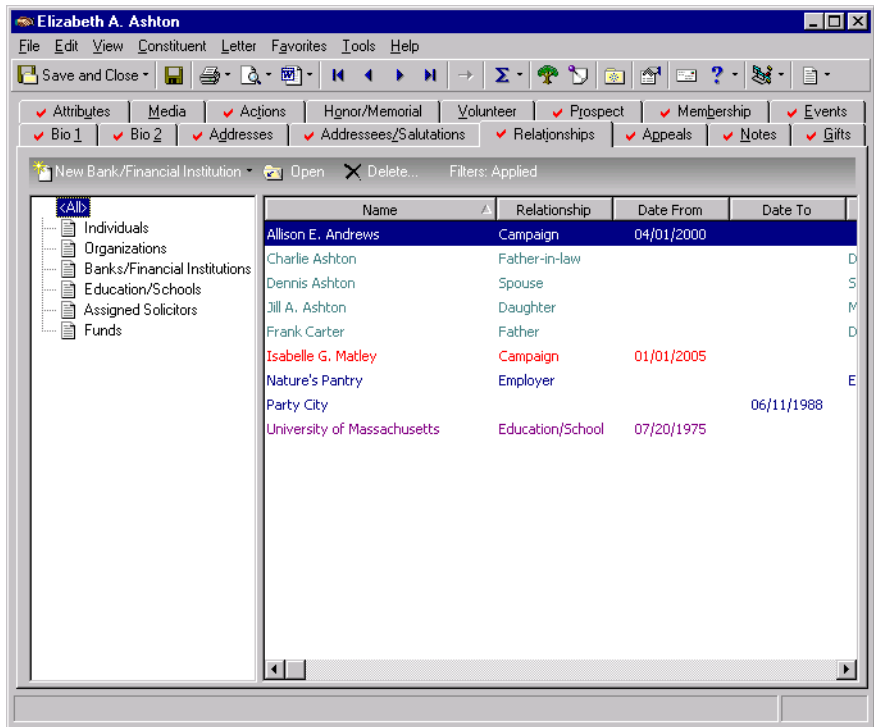 Elizabeth A. Ashton
File Edit View Constituent Letter Favorites Tools Help
Save and Close
Attributes Media Actions Honor/Memorial Volunteer Prospect Membership Events
Bio 1 Bio 2 Addresses Addressees/Salutations Relationships Appeals Notes Gifts
New Bank/Financial Institution Open Delete... Filters: Applied
<All>
Individuals
Organizations
Banks/Financial Institutions
Education/Schools
Assigned Solicitors
Funds
Name Relationship Date From Date To
Allison E. Andrews Campaign 04/01/2000
Charlie Ashton Father-in-law D
Dennis Ashton Spouse S
Jill A. Ashton Daughter M
Frank Carter Father D
Isabelle G. Matley Campaign 01/01/2005
Nature's Pantry Employer E
Party City 06/11/1988
University of Massachusetts Education/School 07/20/1975